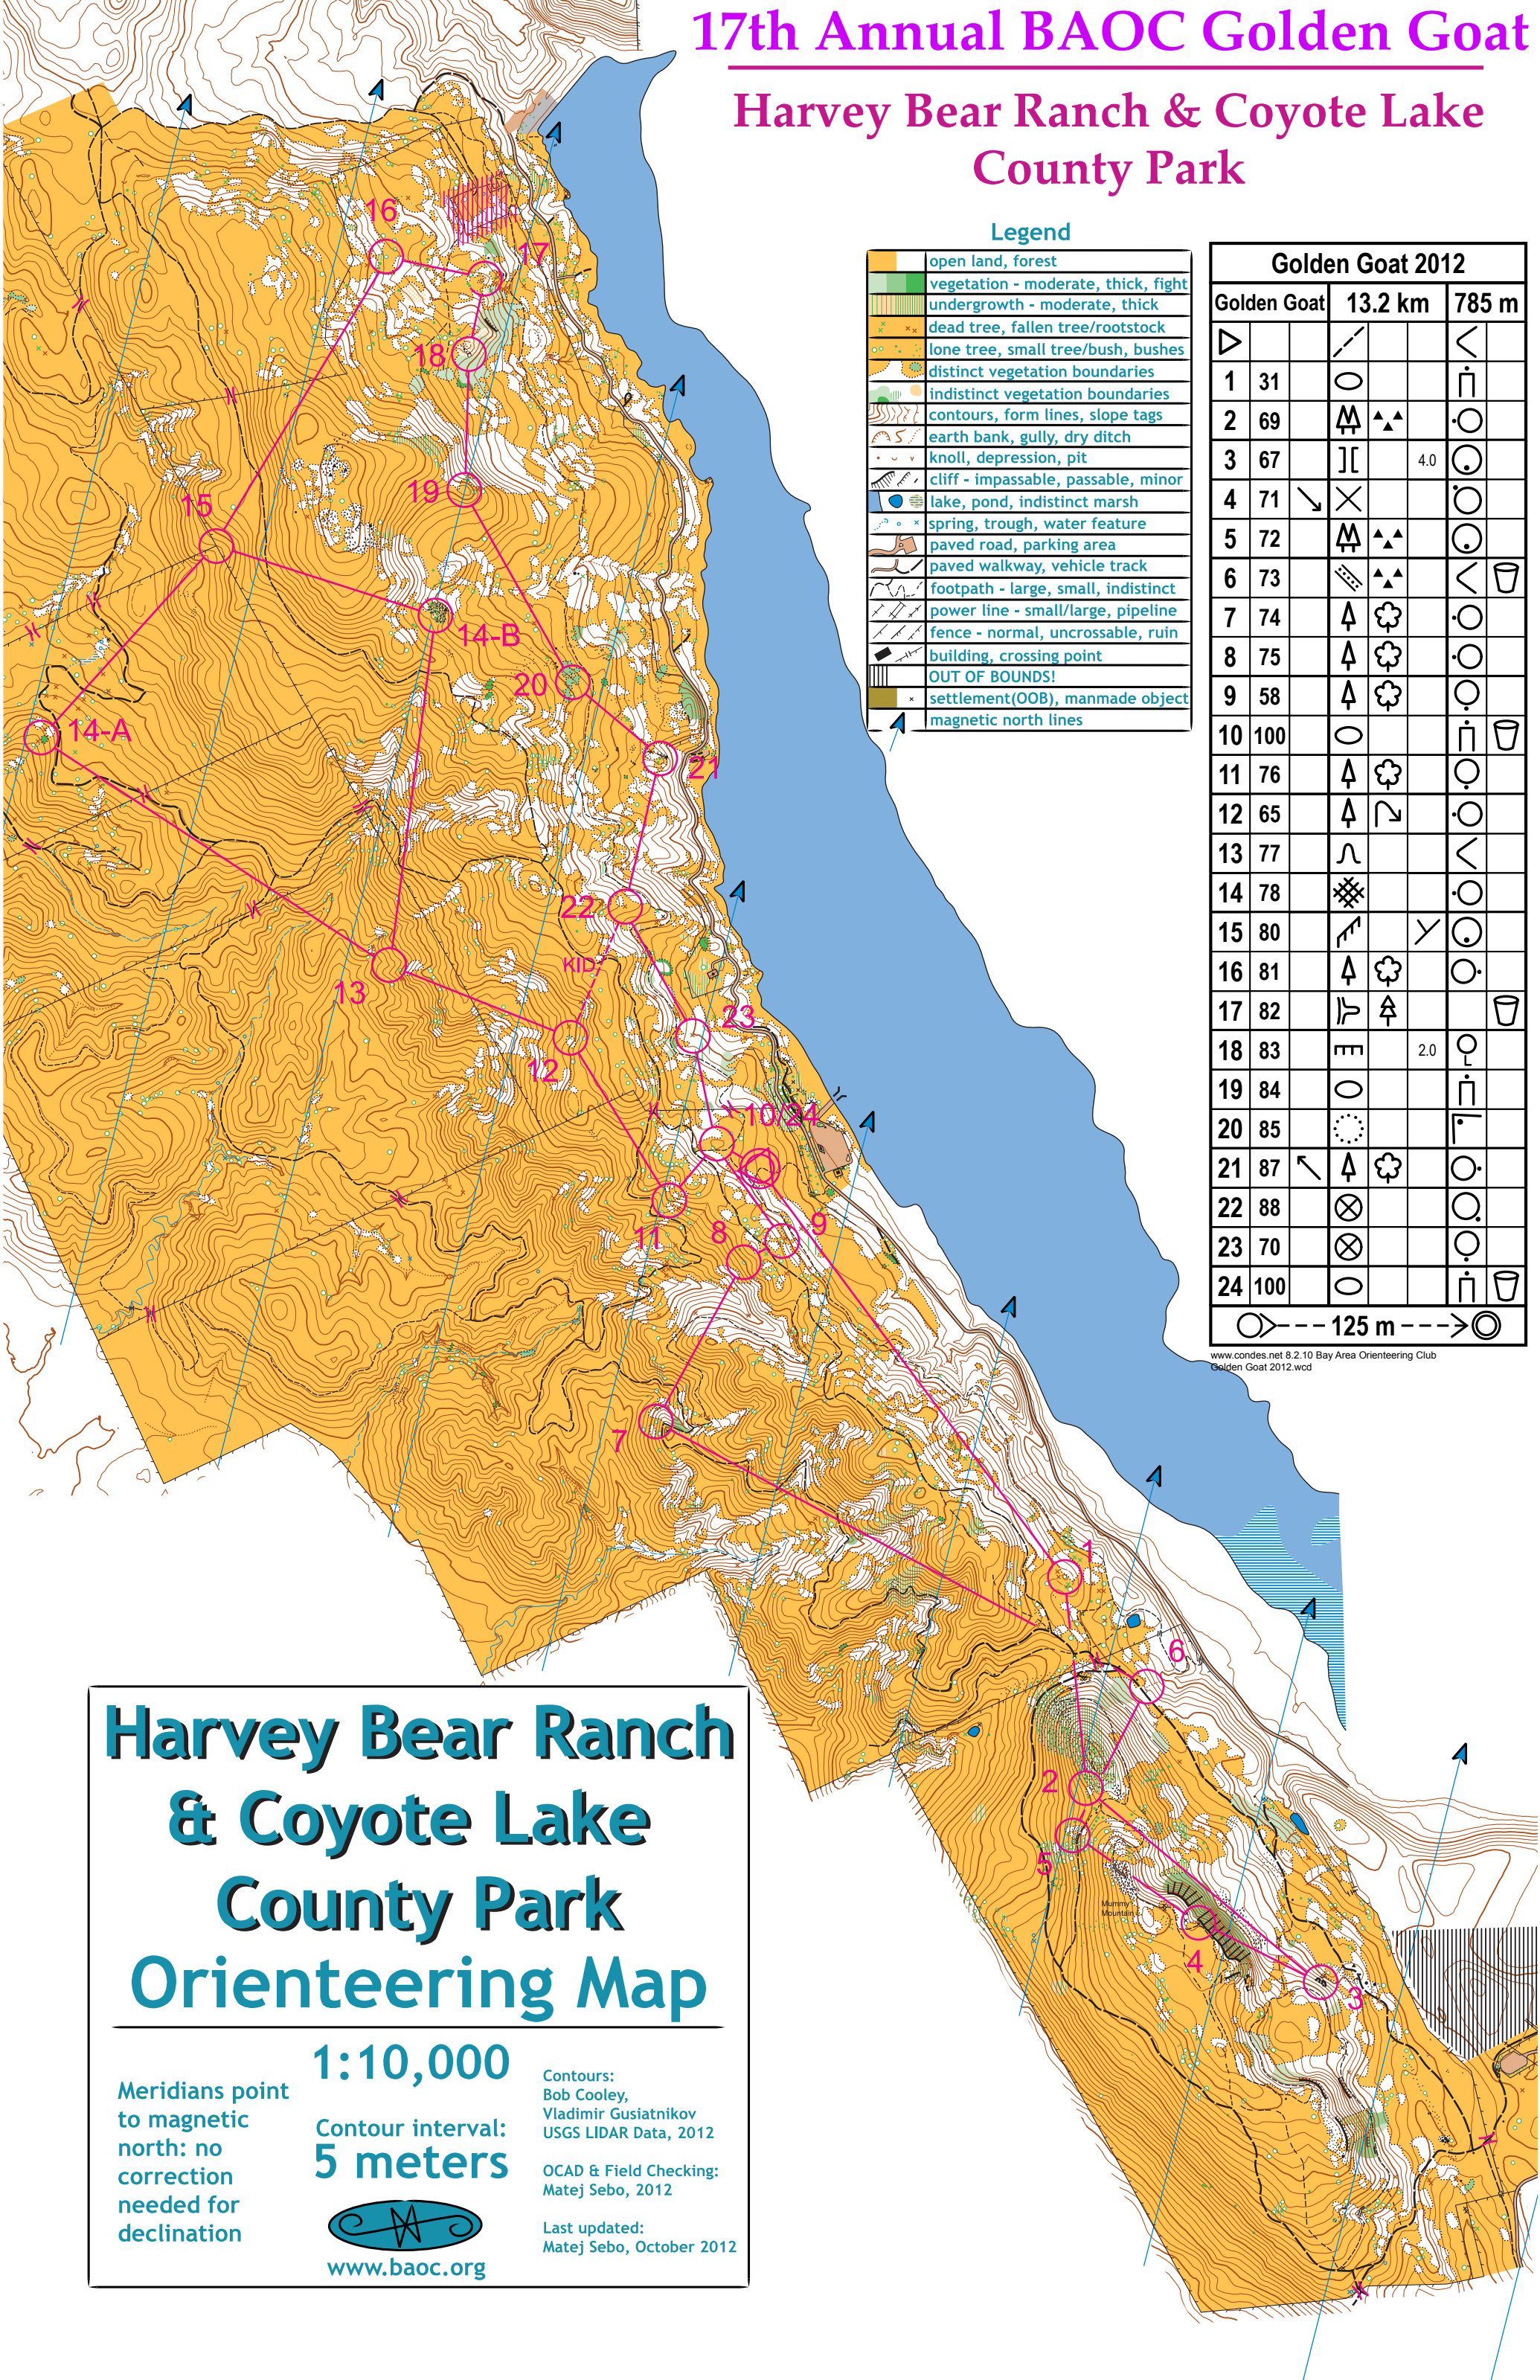 17th Annual BAOC Golden Goat
Harvey Bear Ranch & Coyote Lake
County Park
Legend
open land, forest
vegetation - moderate, thick, fight
undergrowth - moderate, thick
dead tree, fallen tree/rootstock
lone tree, small tree/bush, bushes
distinct vegetation boundaries
indistinct vegetation boundaries
contours, form lines, slope tags
earth bank, gully, dry ditch
knoll, depression, pit
cliff - impassable, passable, minor
lake, pond, indistinct marsh
spring, trough, water feature
paved road, parking area
paved walkway, vehicle track
footpath - large, small, indistinct
power line - small/large, pipeline
fence - normal, uncrossable, ruin
building, crossing point
OUT OF BOUNDS!
settlement(OOB), manmade object
magnetic north lines
Golden Goat 2012
Golden Goat 13.2 km 785 m
1 31
2 69
3 67 4.0
4 71
5 72
6 73
7 74
8 75
9 58
10 100
11 76
12 65
13 77
14 78
15 80
16 81
17 82
18 83 2.0
19 84
20 85
21 87
22 88
23 70
24 100
125 m
www.condes.net 8.2.10 Bay Area Orienteering Club
Golden Goat 2012.wcd
16
17
18
19
15
14-B
20
14-A
21
22
KID
13
23
12
10/24
11
8
9
7
1
6
2
5
Mummy
Mountain
4
3
Harvey Bear Ranch
& Coyote Lake
County Park
Orienteering Map
1:10,000
Meridians point
to magnetic
north: no
correction
needed for
declination
Contour interval:
5 meters
www.baoc.org
Contours:
Bob Cooley,
Vladimir Gusiatnikov
USGS LIDAR Data, 2012
OCAD & Field Checking:
Matej Sebo, 2012
Last updated:
Matej Sebo, October 2012